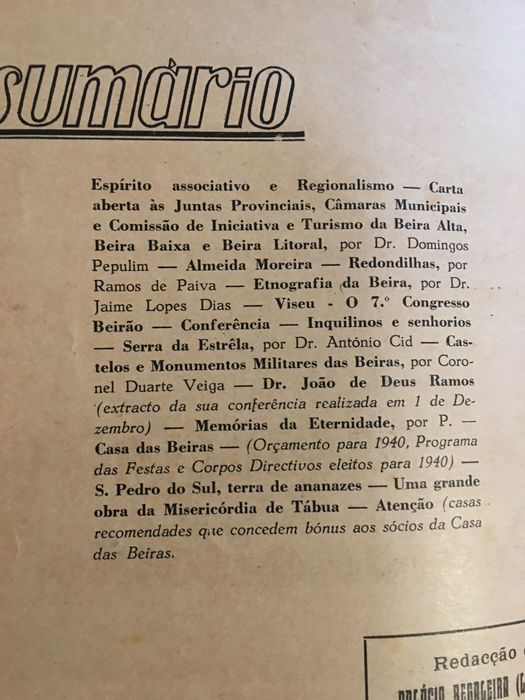 sumário
Espírito associativo e Regionalismo — Carta
aberta às Juntas Provinciais, Câmaras Municipais
e Comissão de Iniciativa e Turismo da Beira Alta,
Beira Baixa e Beira Litoral, por Dr. Domingos
Pepulim — Almeida Moreira — Redondilhas, por
Ramos de Paiva — Etnografia da Beira, por Dr.
Jaime Lopes Dias — Viseu - O 7.º Congresso
Beirão — Conferência — Inquilinos e senhorios
— Serra da Estrêla, por Dr. António Cid — Cas-
telos e Monumentos Militares das Beiras, por Coro-
nel Duarte Veiga — Dr. João de Deus Ramos
(extracto da sua conferência realizada em 1 de De-
zembro) — Memórias da Eternidade, por P. —
Casa das Beiras — (Orçamento para 1940, Programa
das Festas e Corpos Directivos eleitos para 1940) —
S. Pedro do Sul, terra de ananazes — Uma grande
obra da Misericórdia de Tábua — Atenção (casas
recomendades que concedem bónus aos sócios da Casa
das Beiras.
Redacção
PALÁCIO REGALEIRA (